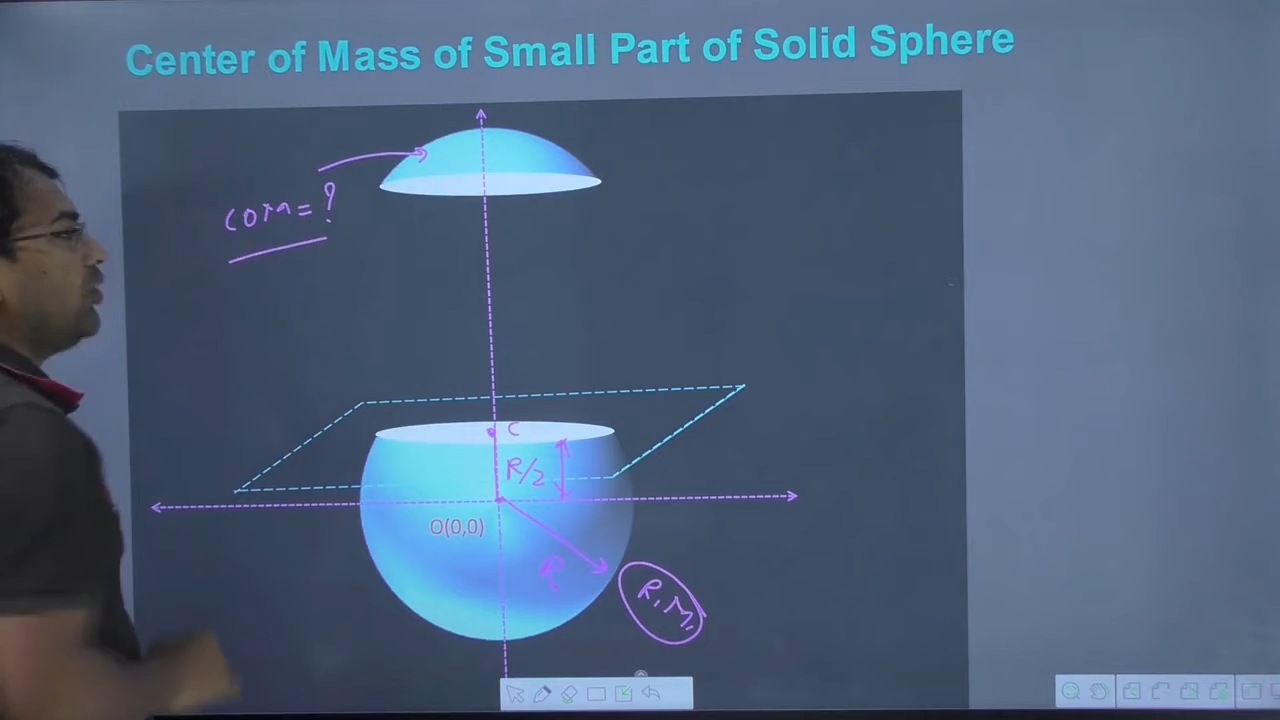 Center of Mass of Small Part of Solid Sphere
com = ?
C
R/2
O(0,0)
R
R, M